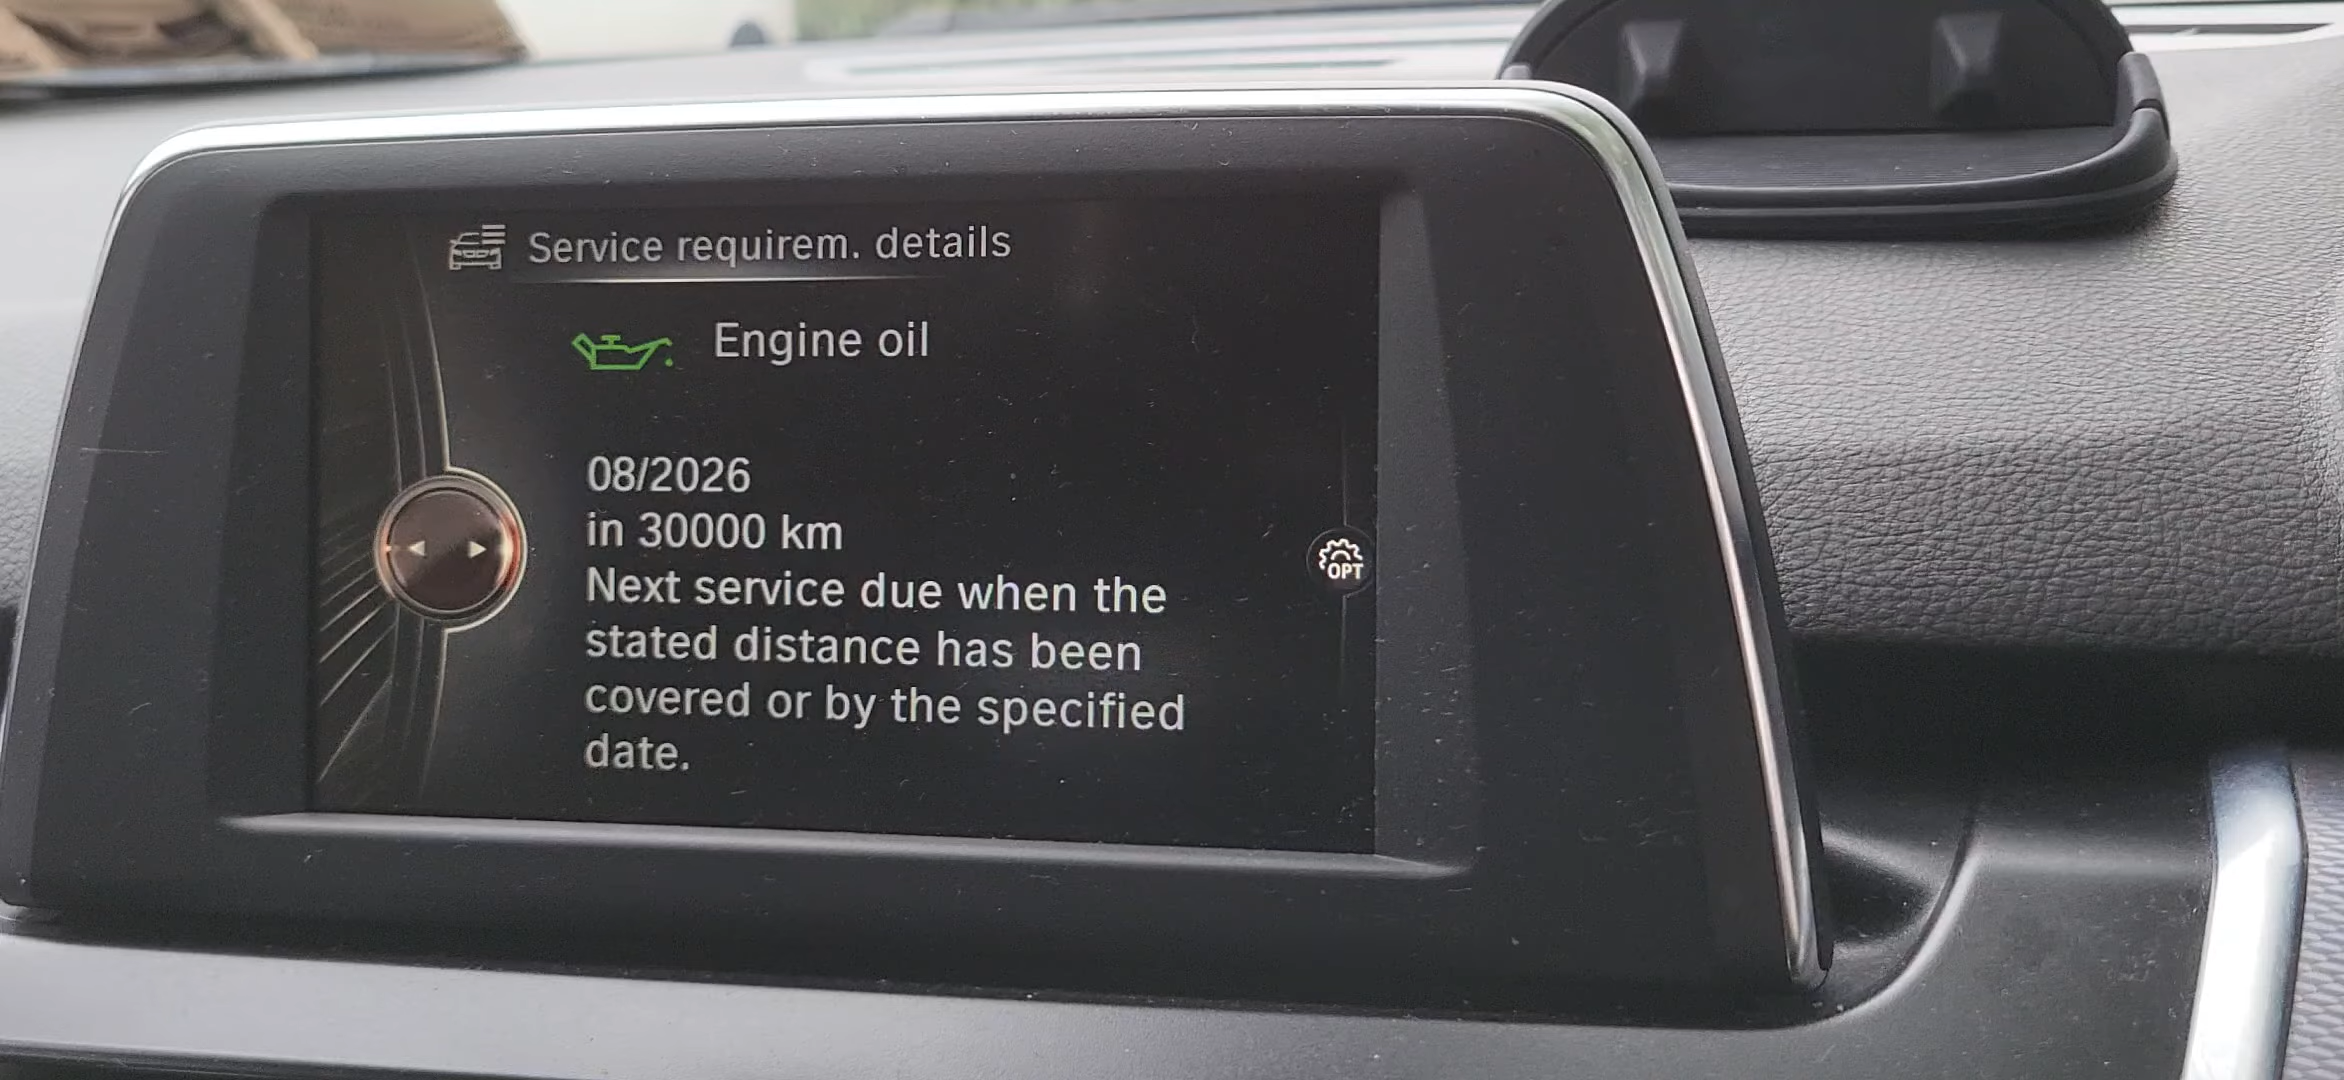 Service requirem. details
Engine oil
08/2026
in 30000 km
Next service due when the
stated distance has been
covered or by the specified
date.
OPT